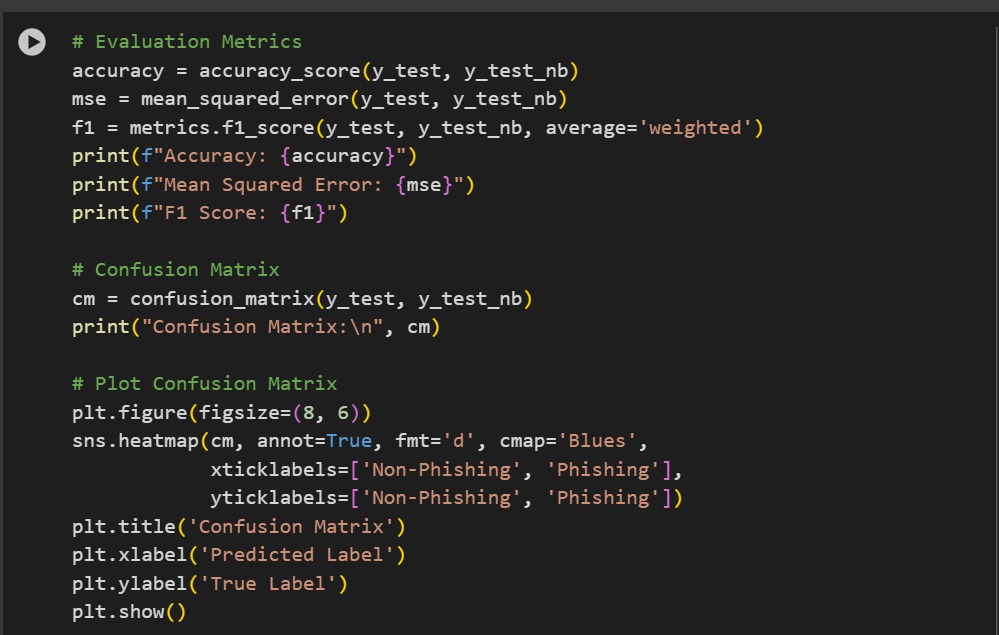 # Evaluation Metrics
accuracy = accuracy_score(y_test, y_test_nb)
mse = mean_squared_error(y_test, y_test_nb)
f1 = metrics.f1_score(y_test, y_test_nb, average='weighted')
print(f"Accuracy: {accuracy}")
print(f"Mean Squared Error: {mse}")
print(f"F1 Score: {f1}")

# Confusion Matrix
cm = confusion_matrix(y_test, y_test_nb)
print("Confusion Matrix:\n", cm)

# Plot Confusion Matrix
plt.figure(figsize=(8, 6))
sns.heatmap(cm, annot=True, fmt='d', cmap='Blues',
            xticklabels=['Non-Phishing', 'Phishing'],
            yticklabels=['Non-Phishing', 'Phishing'])
plt.title('Confusion Matrix')
plt.xlabel('Predicted Label')
plt.ylabel('True Label')
plt.show()